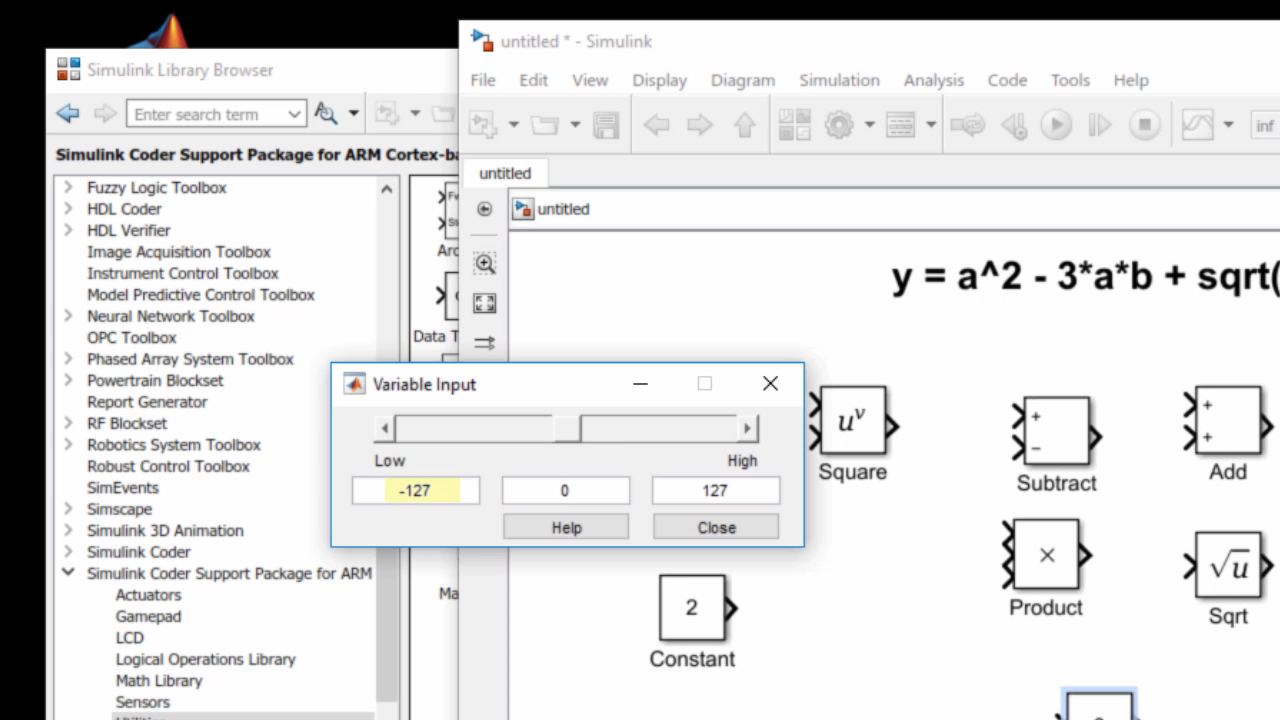 Simulink Library Browser
Enter search term
Simulink Coder Support Package for ARM Cortex-ba
Fuzzy Logic Toolbox
HDL Coder
HDL Verifier
Image Acquisition Toolbox
Instrument Control Toolbox
Model Predictive Control Toolbox
Neural Network Toolbox
OPC Toolbox
Phased Array System Toolbox
Powertrain Blockset
Report Generator
RF Blockset
Robotics System Toolbox
Robust Control Toolbox
SimEvents
Simscape
Simulink 3D Animation
Simulink Coder
Simulink Coder Support Package for ARM
Actuators
Gamepad
LCD
Logical Operations Library
Math Library
Sensors
Data T
Ma
untitled * - Simulink
File Edit View Display Diagram Simulation Analysis Code Tools Help
inf
untitled
untitled
y = a^2 - 3*a*b + sqrt(
u^v
Square
+
−
Subtract
+
+
Add
×
Product
√u
Sqrt
2
Constant
Variable Input
Low High
-127 0 127
Help Close